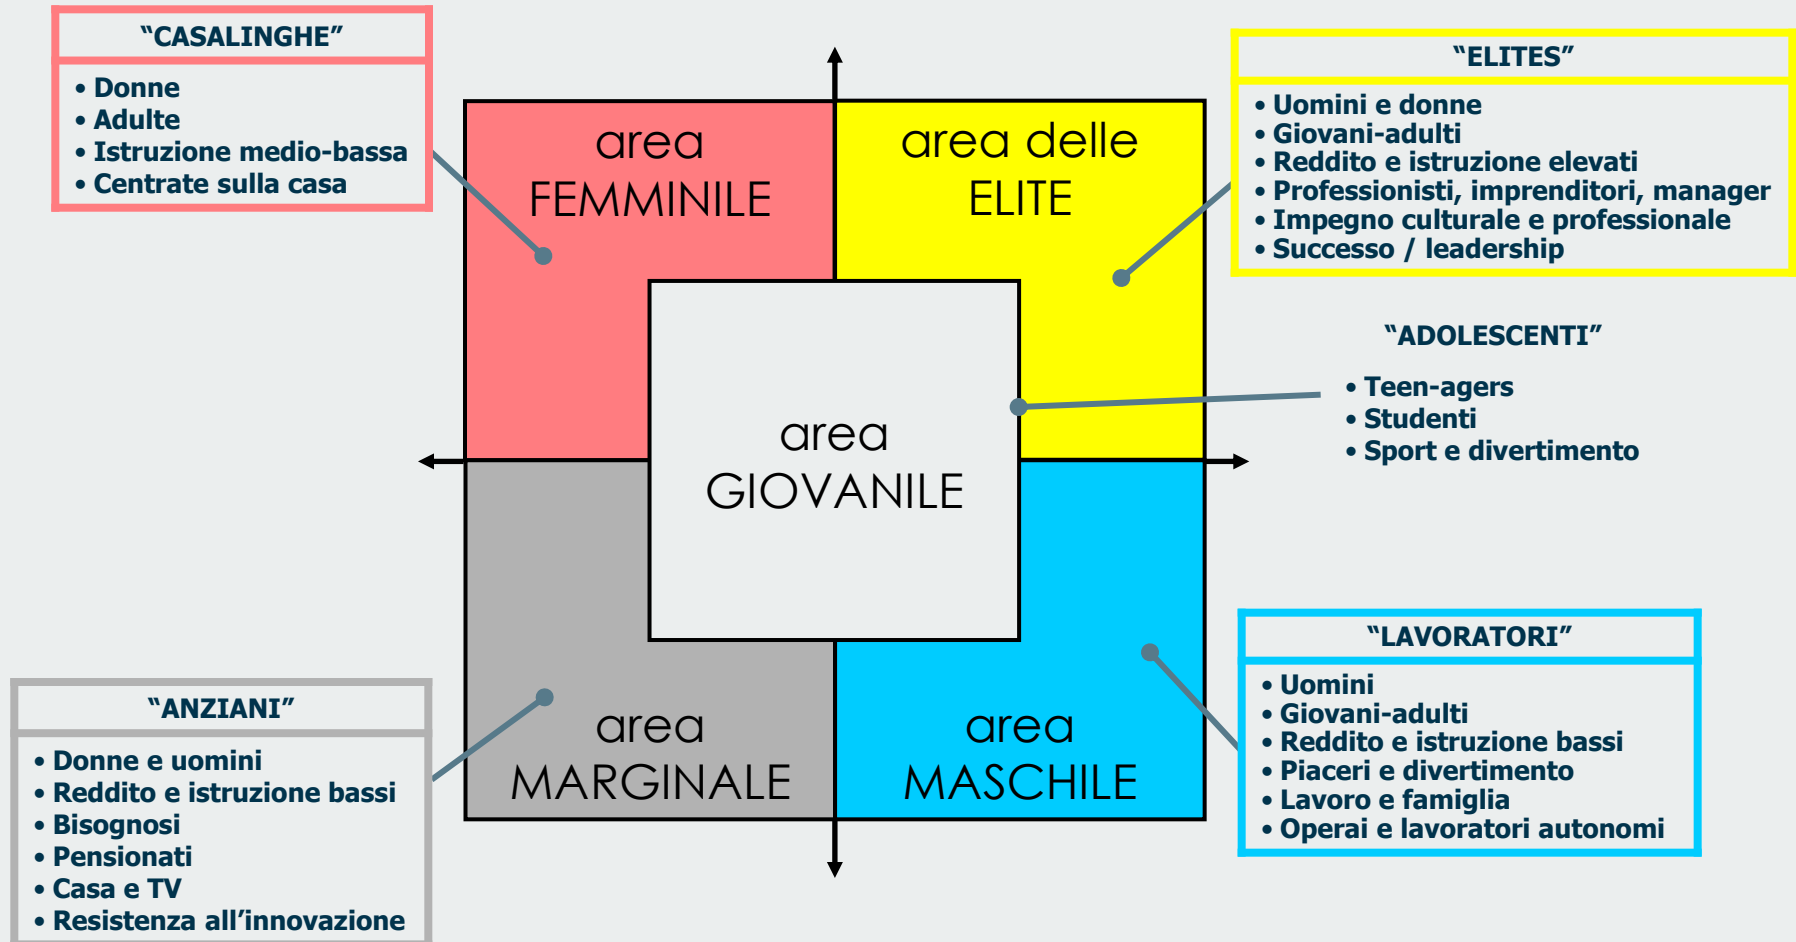 “CASALINGHE”
• Donne
• Adulte
• Istruzione medio-bassa
• Centrate sulla casa
“ELITES”
• Uomini e donne
• Giovani-adulti
• Reddito e istruzione elevati
• Professionisti, imprenditori, manager
• Impegno culturale e professionale
• Successo / leadership
area
FEMMINILE
area delle
ELITE
“ADOLESCENTI”
• Teen-agers
• Studenti
• Sport e divertimento
area
GIOVANILE
“ANZIANI”
• Donne e uomini
• Reddito e istruzione bassi
• Bisognosi
• Pensionati
• Casa e TV
• Resistenza all’innovazione
area
MARGINALE
area
MASCHILE
“LAVORATORI”
• Uomini
• Giovani-adulti
• Reddito e istruzione bassi
• Piaceri e divertimento
• Lavoro e famiglia
• Operai e lavoratori autonomi